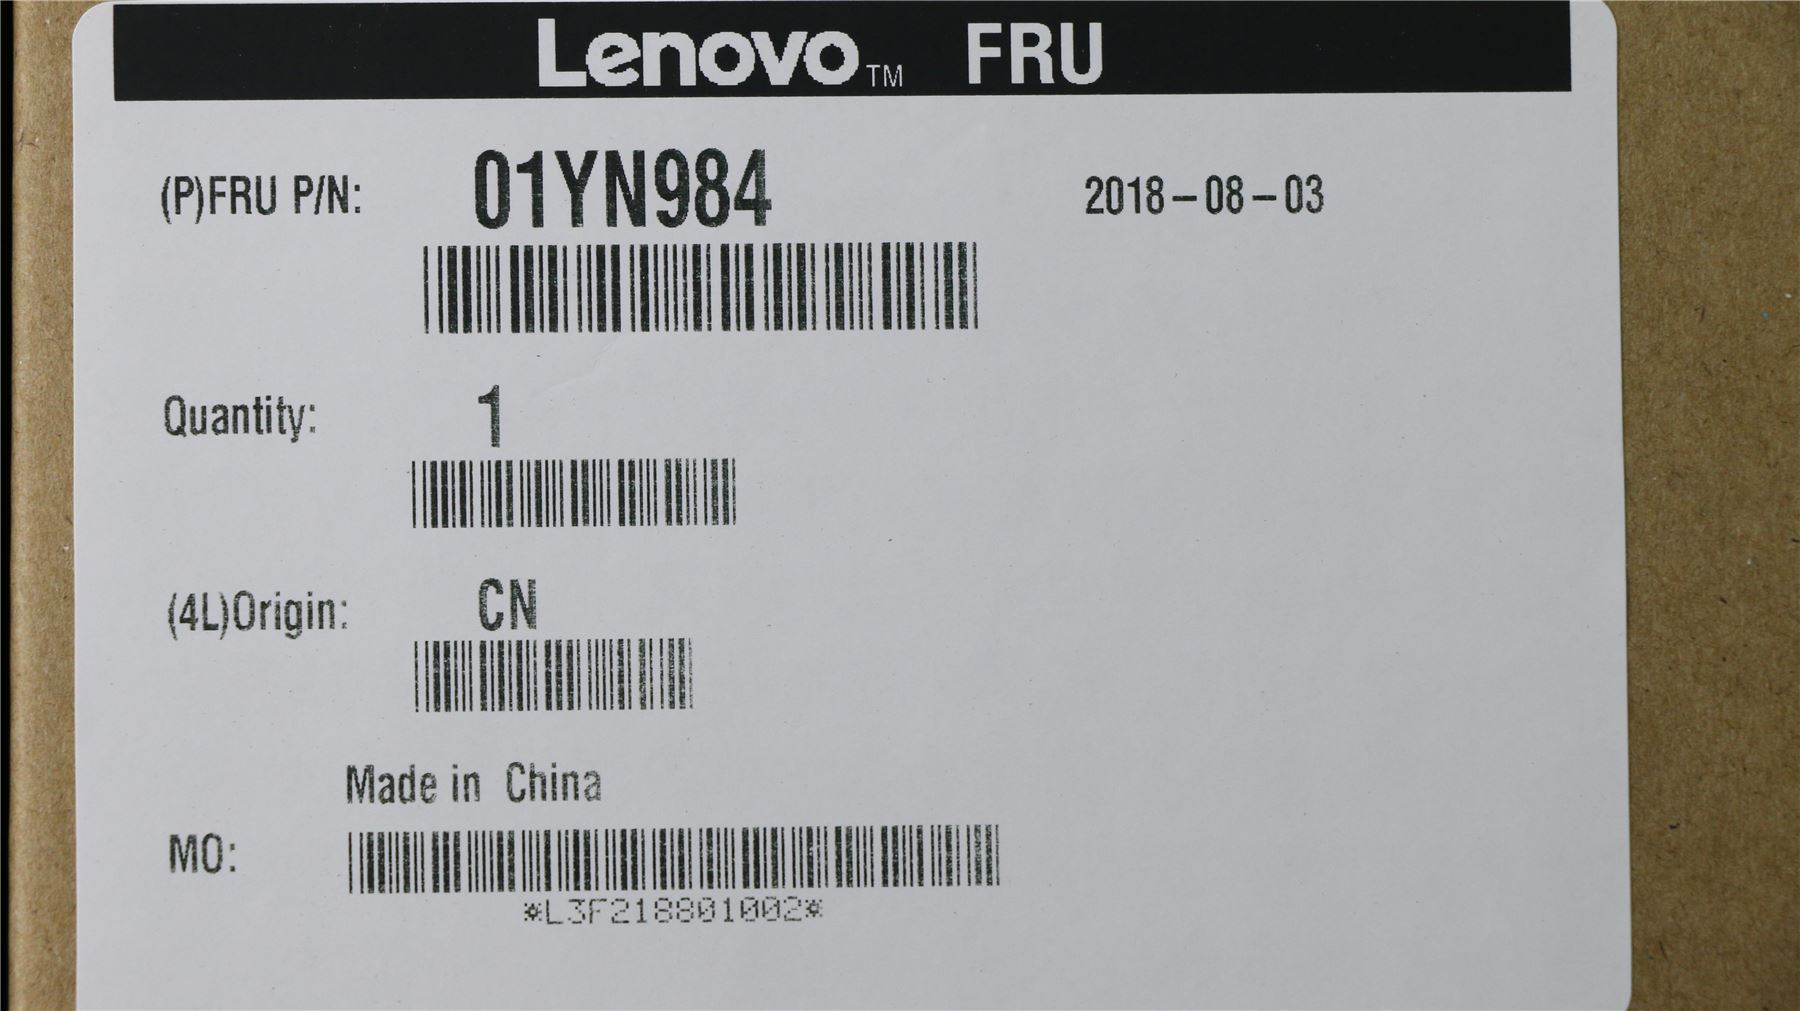 Lenovo™ FRU
(P)FRU P/N: 01YN984 2018-08-03
Quantity: 1
(4L)Origin: CN
Made in China
MO:
*L3F218801002*